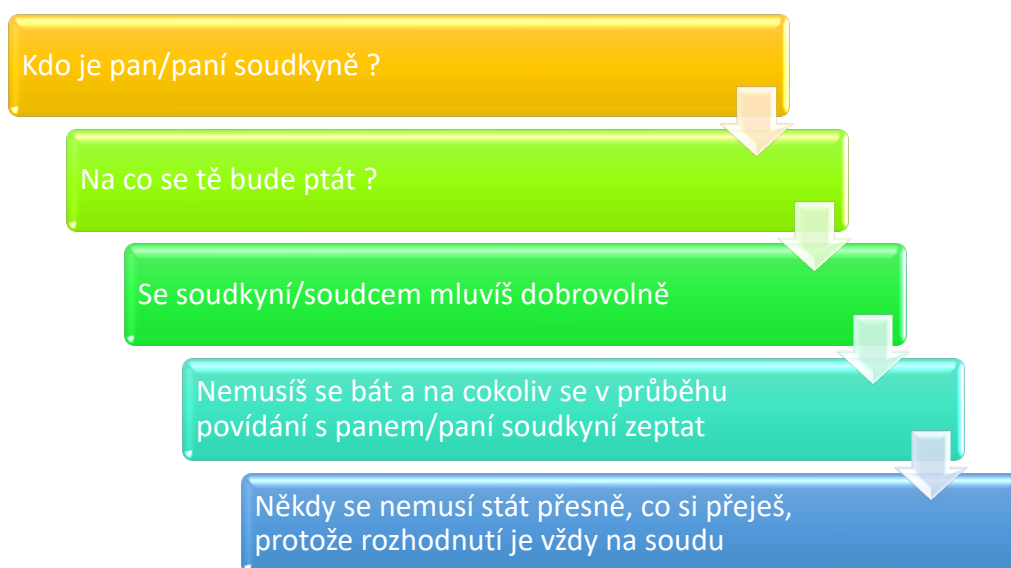 Kdo je pan/paní soudkyně ?
Na co se tě bude ptát ?
Se soudkyní/soudcem mluvíš dobrovolně
Nemusíš se bát a na cokoliv se v průběhu
povídání s panem/paní soudkyní zeptat
Někdy se nemusí stát přesně, co si přeješ,
protože rozhodnutí je vždy na soudu